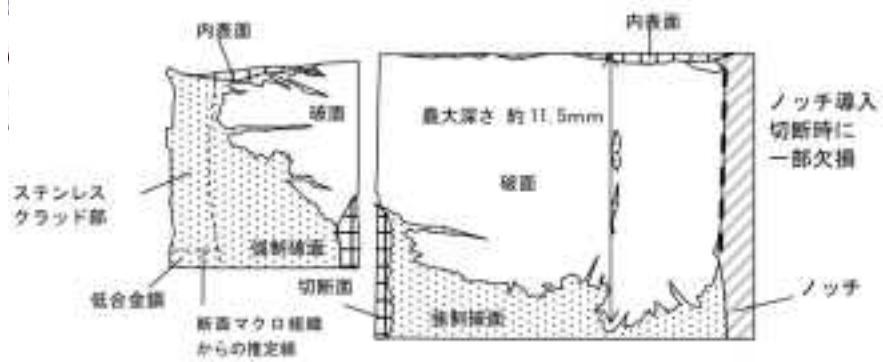 内表面
内表面
破面
最大深さ 約11.5mm
ノッチ導入
切断時に
一部欠損
破面
ステンレス
クラッド部
強制破面
切断面
低合金鋼
ノッチ
断面マクロ組織
からの推定線
強制破面